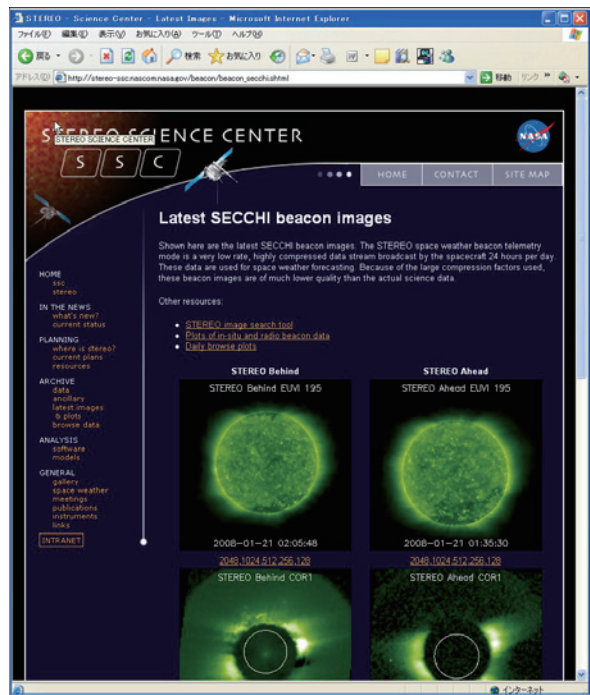 STEREO - Science Center - Latest Images - Microsoft Internet Explorer
ファイル(F) 編集(E) 表示(V) お気に入り(A) ツール(T) ヘルプ(H)
戻る 検索 お気に入り
アドレス(D) http://stereo-ssc.nascom.nasa.gov/beacon/beacon_secchi.shtml 移動 リンク »
STEREO SCIENCE CENTER
STEREO SCIENCE CENTER
S S C
NASA
HOME CONTACT SITE MAP
Latest SECCHI beacon images
Shown here are the latest SECCHI beacon images. The STEREO space weather beacon telemetry
mode is a very low rate, highly compressed data stream broadcast by the spacecraft 24 hours per day.
These data are used for space weather forecasting. Because of the large compression factors used,
these beacon images are of much lower quality than the actual science data.
Other resources:
• STEREO image search tool
• Plots of in-situ and radio beacon data
• Daily browse plots
HOME
ssc
stereo
IN THE NEWS
what's new?
current status
PLANNING
where is stereo?
current plans
resources
ARCHIVE
data
ancillary
latest images
& plots
browse data
ANALYSIS
software
models
GENERAL
gallery
space weather
meetings
publications
instruments
links
INTRANET
STEREO Behind STEREO Ahead
STEREO Behind EUVI 195 STEREO Ahead EUVI 195
2008-01-21 02:05:48 2008-01-21 01:35:30
2048,1024,512,256,128 2048,1024,512,256,128
STEREO Behind COR1 STEREO Ahead COR1
インターネット